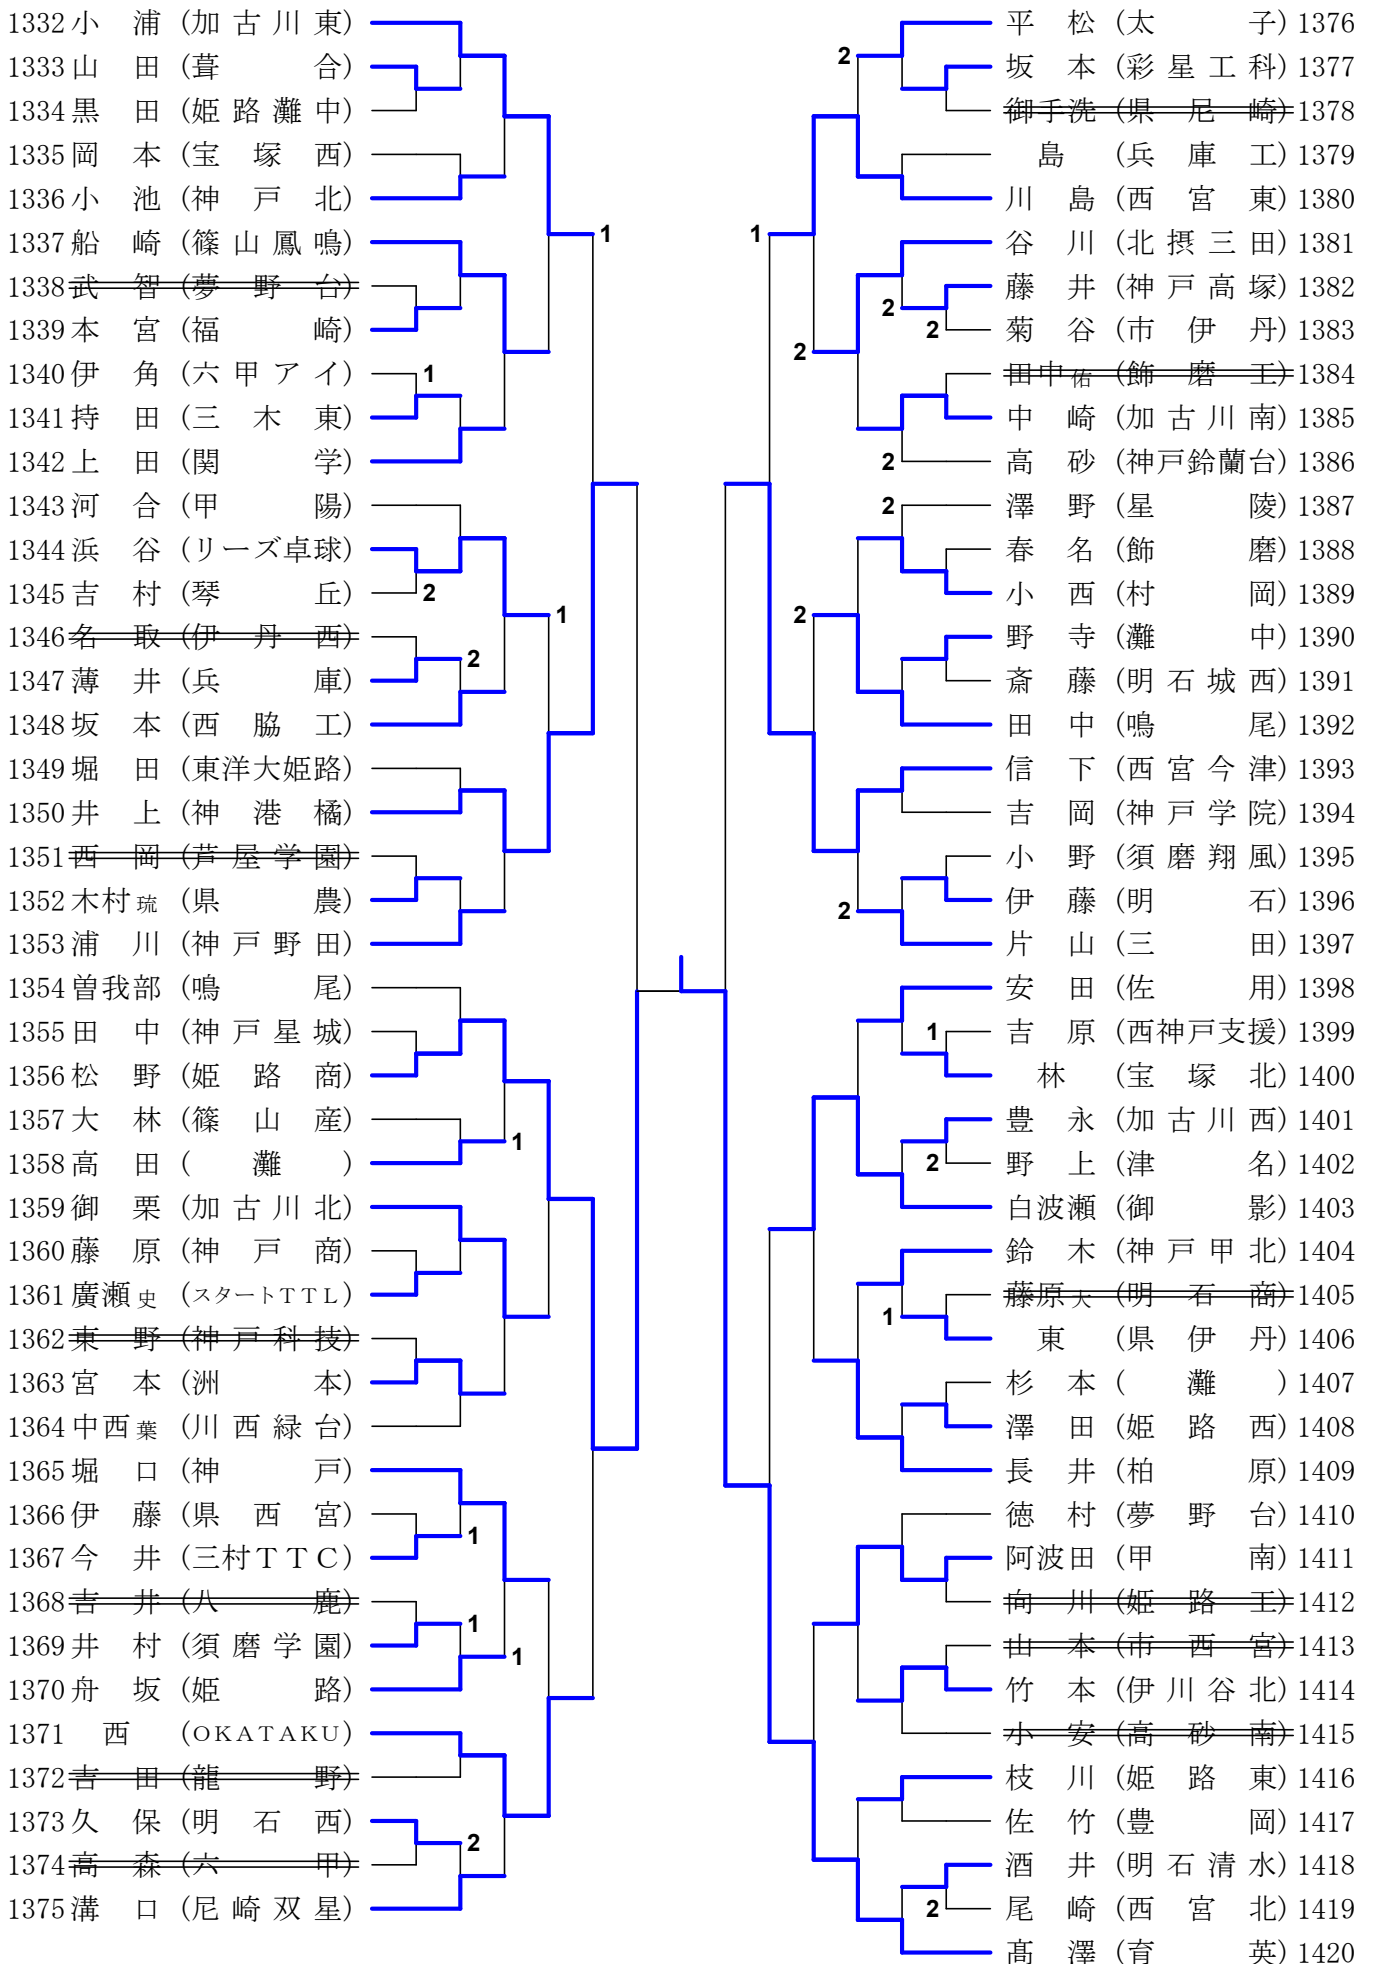 1332 小浦 (加古川東)
1333 山田 (葺合)
1334 黒田 (姫路灘中)
1335 岡本 (宝塚西)
1336 小池 (神戸北)
1337 船崎 (篠山鳳鳴)
1
1338 武智 (夢野台)
1339 本宮 (福崎)
1340 伊角 (六甲アイ)
1
1341 持田 (三木東)
1342 上田 (関学)
1343 河合 (甲陽)
1344 浜谷 (リーズ卓球)
1345 吉村 (琴丘)
2
1
1346 名取 (伊丹西)
2
1347 薄井 (兵庫)
1348 坂本 (西脇工)
1349 堀田 (東洋大姫路)
1350 井上 (神港橘)
1351 西岡 (芦屋学園)
1352 木村琉 (県農)
1353 浦川 (神戸野田)
1354 曽我部 (鳴尾)
1355 田中 (神戸星城)
1356 松野 (姫路商)
1357 大林 (篠山産)
1
1358 高田 (灘)
1359 御栗 (加古川北)
1360 藤原 (神戸商)
1361 廣瀬史 (スタートTTL)
1362 東野 (神戸科技)
1363 宮本 (洲本)
1364 中西葉 (川西緑台)
1365 堀口 (神戸)
1366 伊藤 (県西宮)
1
1367 今井 (三村TTC)
1368 吉井 (八鹿)
1
1369 井村 (須磨学園)
1
1370 舟坂 (姫路)
1371 西 (OKATAKU)
1372 吉田 (龍野)
1373 久保 (明石西)
2
1374 高森 (六甲)
1375 溝口 (尼崎双星)
平松 (太子) 1376
2
坂本 (彩星工科) 1377
御手洗 (県尼崎) 1378
島 (兵庫工) 1379
川島 (西宮東) 1380
1
谷川 (北摂三田) 1381
藤井 (神戸高塚) 1382
2
2
菊谷 (市伊丹) 1383
2
田中佑 (飾磨工) 1384
中崎 (加古川南) 1385
2
高砂 (神戸鈴蘭台) 1386
2
澤野 (星陵) 1387
春名 (飾磨) 1388
小西 (村岡) 1389
2
野寺 (灘中) 1390
斎藤 (明石城西) 1391
田中 (鳴尾) 1392
信下 (西宮今津) 1393
吉岡 (神戸学院) 1394
小野 (須磨翔風) 1395
伊藤 (明石) 1396
2
片山 (三田) 1397
安田 (佐用) 1398
1
吉原 (西神戸支援) 1399
林 (宝塚北) 1400
豊永 (加古川西) 1401
2
野上 (津名) 1402
白波瀬 (御影) 1403
鈴木 (神戸甲北) 1404
藤原大 (明石商) 1405
1
東 (県伊丹) 1406
杉本 (灘) 1407
澤田 (姫路西) 1408
長井 (柏原) 1409
徳村 (夢野台) 1410
阿波田 (甲南) 1411
向川 (姫路工) 1412
山本 (市西宮) 1413
竹本 (伊川谷北) 1414
小安 (高砂南) 1415
枝川 (姫路東) 1416
佐竹 (豊岡) 1417
酒井 (明石清水) 1418
2
尾崎 (西宮北) 1419
髙澤 (育英) 1420